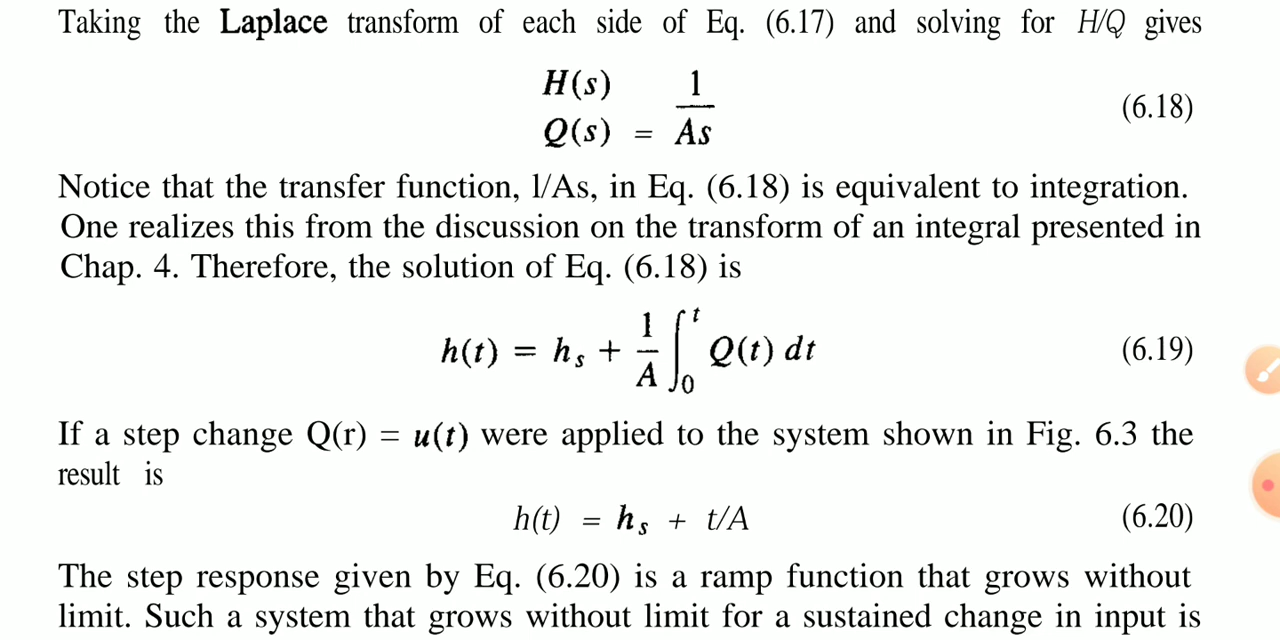 Taking the Laplace transform of each side of Eq. (6.17) and solving for H/Q gives
H(s)/Q(s) = 1/As (6.18)
Notice that the transfer function, l/As, in Eq. (6.18) is equivalent to integration.
One realizes this from the discussion on the transform of an integral presented in
Chap. 4. Therefore, the solution of Eq. (6.18) is
h(t) = hₛ + 1/A ∫₀ᵗ Q(t) dt (6.19)
If a step change Q(r) = u(t) were applied to the system shown in Fig. 6.3 the
result is
h(t) = hₛ + t/A (6.20)
The step response given by Eq. (6.20) is a ramp function that grows without
limit. Such a system that grows without limit for a sustained change in input is